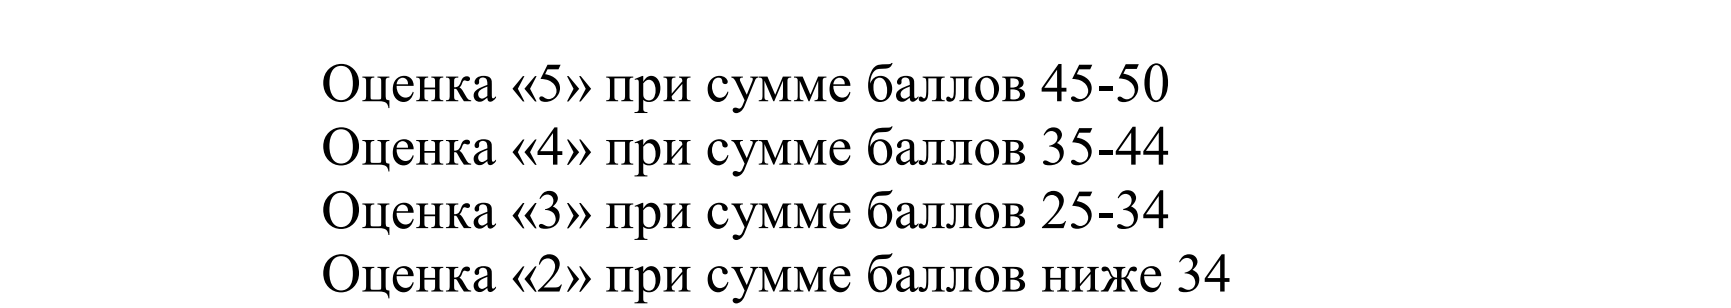 Оценка «5» при сумме баллов 45-50
Оценка «4» при сумме баллов 35-44
Оценка «3» при сумме баллов 25-34
Оценка «2» при сумме баллов ниже 34